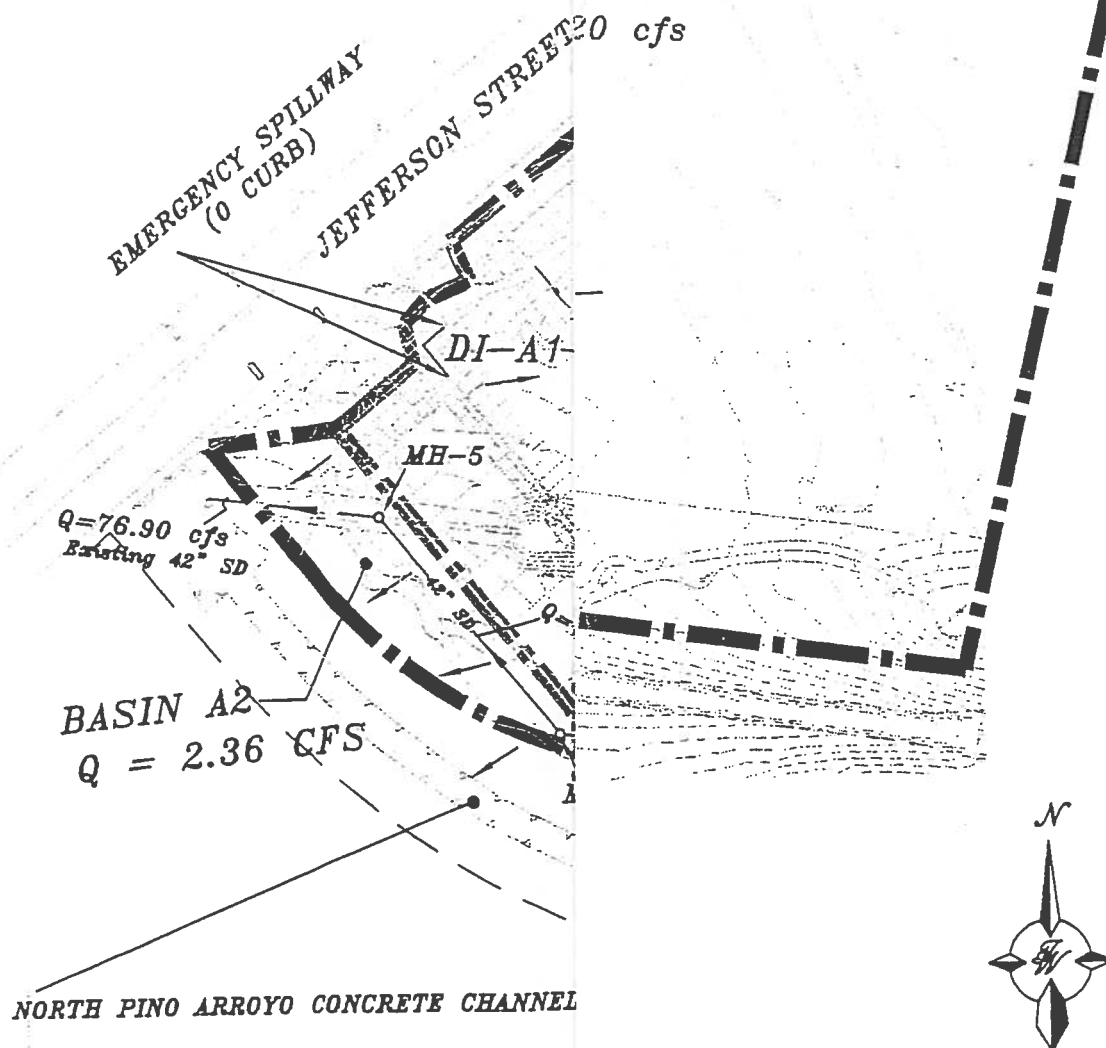 20 cfs
EMERGENCY SPILLWAY
(0 CURB)
JEFFERSON STREET
DI-A1
MH-5
Q=76.90 cfs
Existing 42" SD
42" SD
Q=
BASIN A2
Q = 2.36 CFS
N
NORTH PINO ARROYO CONCRETE CHANNEL